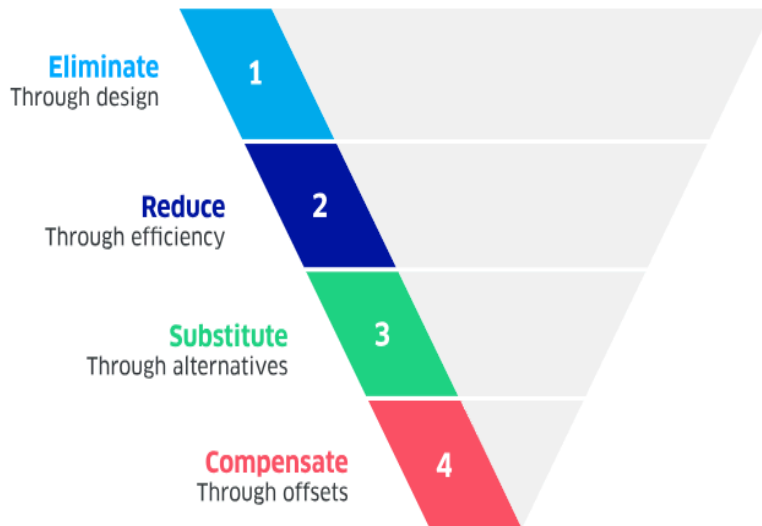 Eliminate
Through design
1
Reduce
Through efficiency
2
Substitute
Through alternatives
3
Compensate
Through offsets
4